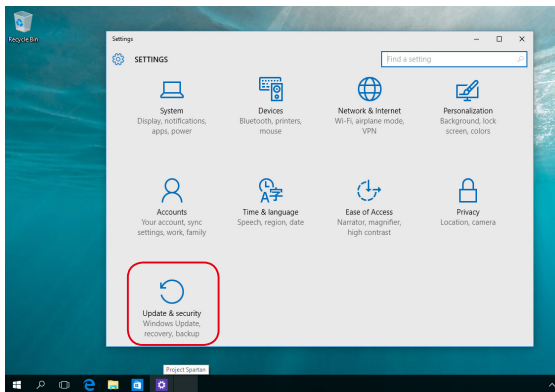 Recycle Bin
Settings
SETTINGS
Find a setting
System
Display, notifications,
apps, power
Devices
Bluetooth, printers,
mouse
Network & Internet
Wi-Fi, airplane mode,
VPN
Personalization
Background, lock
screen, colors
A字
Accounts
Your account, sync
settings, work, family
Time & language
Speech, region, date
Ease of Access
Narrator, magnifier,
high contrast
Privacy
Location, camera
Update & security
Windows Update,
recovery, backup
Project Spartan